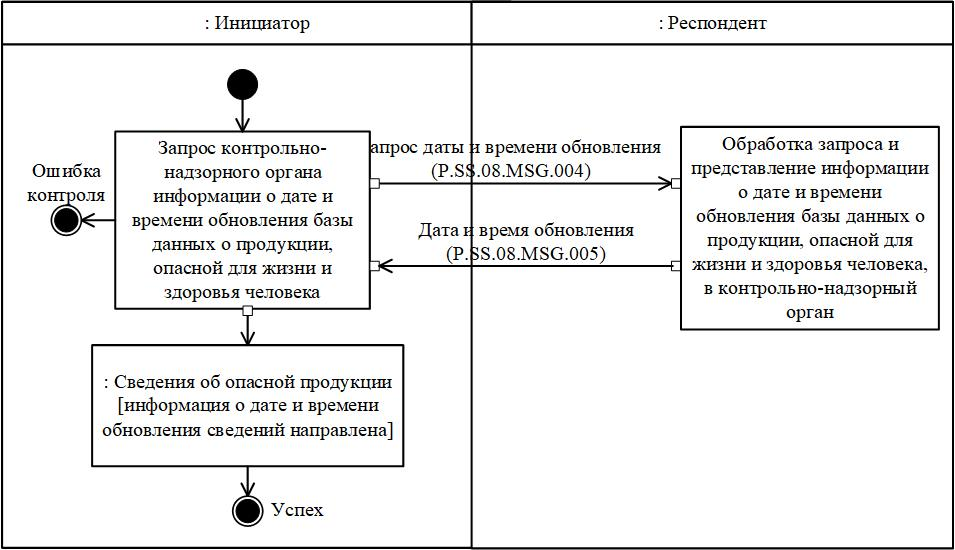 : Инициатор
: Респондент
Запрос контрольно-
надзорного органа
информации о дате и
времени обновления базы
данных о продукции,
опасной для жизни и
здоровья человека
Ошибка
контроля
апрос даты и времени обновления
(P.SS.08.MSG.004)
Дата и время обновления
(P.SS.08.MSG.005)
Обработка запроса и
представление информации
о дате и времени
обновления базы данных о
продукции, опасной для
жизни и здоровья человека,
в контрольно-надзорный
орган
: Сведения об опасной продукции
[информация о дате и времени
обновления сведений направлена]
Успех